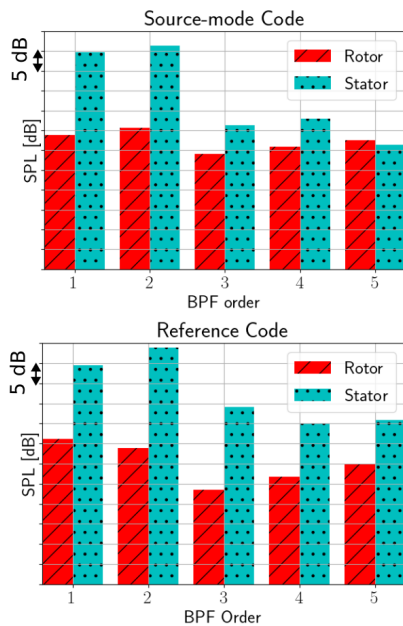 Source-mode Code
5 dB
SPL [dB]
Rotor
Stator
1 2 3 4 5
BPF order
Reference Code
5 dB
SPL [dB]
Rotor
Stator
1 2 3 4 5
BPF Order